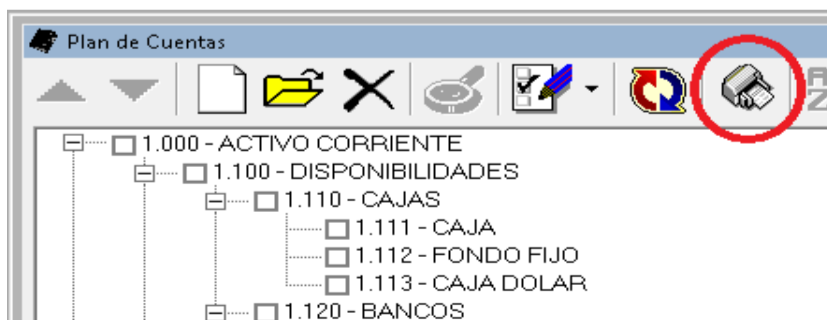 Plan de Cuentas
1.000 - ACTIVO CORRIENTE
1.100 - DISPONIBILIDADES
1.110 - CAJAS
1.111 - CAJA
1.112 - FONDO FIJO
1.113 - CAJA DOLAR
1.120 - BANCOS